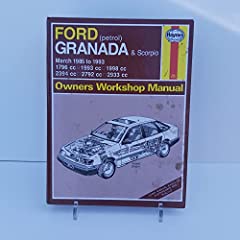 FORD (petrol)
Haynes
GRANADA & Scorpio
March 1985 to 1993
1796 cc 1993 cc 1998 cc
2394 cc 2792 cc 2933 cc
Owners Workshop Manual